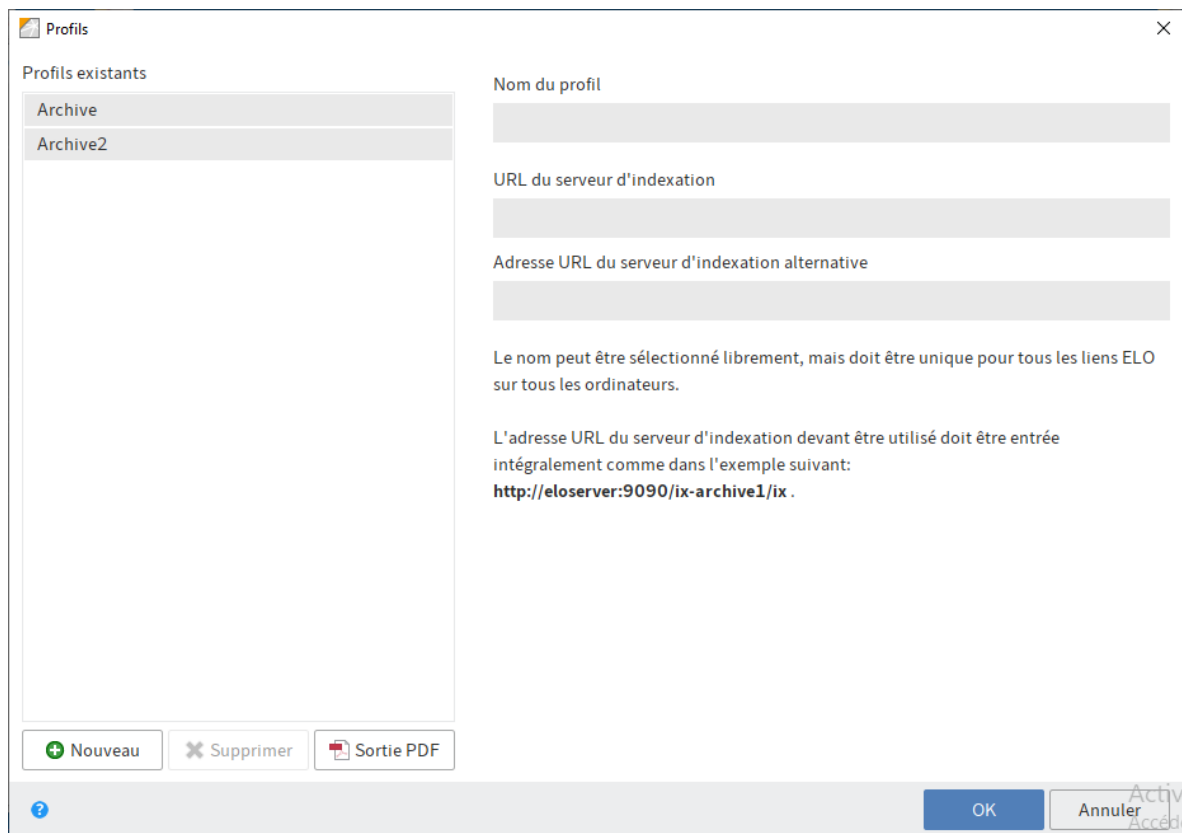 Profils
Profils existants
Archive
Archive2
Nouveau
Supprimer
Sortie PDF
Nom du profil
URL du serveur d'indexation
Adresse URL du serveur d'indexation alternative
Le nom peut être sélectionné librement, mais doit être unique pour tous les liens ELO
sur tous les ordinateurs.
L'adresse URL du serveur d'indexation devant être utilisé doit être entrée
intégralement comme dans l'exemple suivant:
http://eloserver:9090/ix-archive1/ix .
OK
Annuler
Activ
Accéd